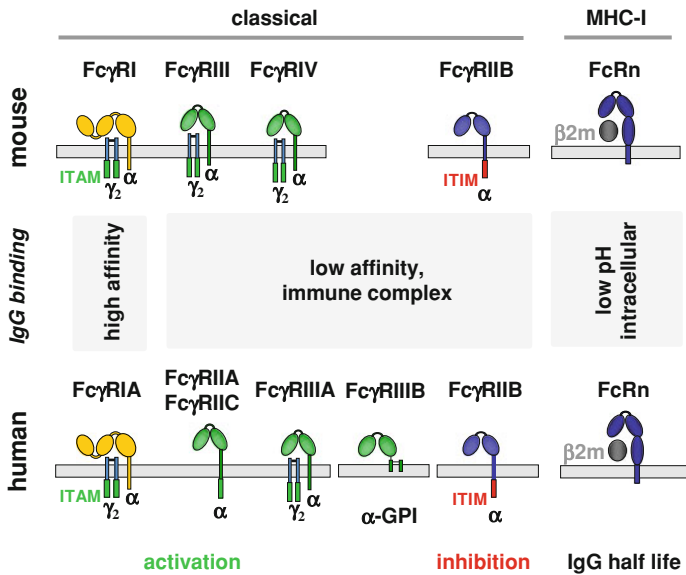 classical MHC-I
FcγRI FcγRIII FcγRIV FcγRIIB FcRn
mouse
β2m
ITAM γ2 α γ2 α γ2 α ITIM α
IgG binding
high affinity
low affinity,
immune complex
low pH
intracellular
FcγRIA FcγRIIA FcγRIIIA FcγRIIIB FcγRIIB FcRn
FcγRIIC
human
β2m
ITAM γ2 α α γ2 α α-GPI ITIM α
activation inhibition IgG half life